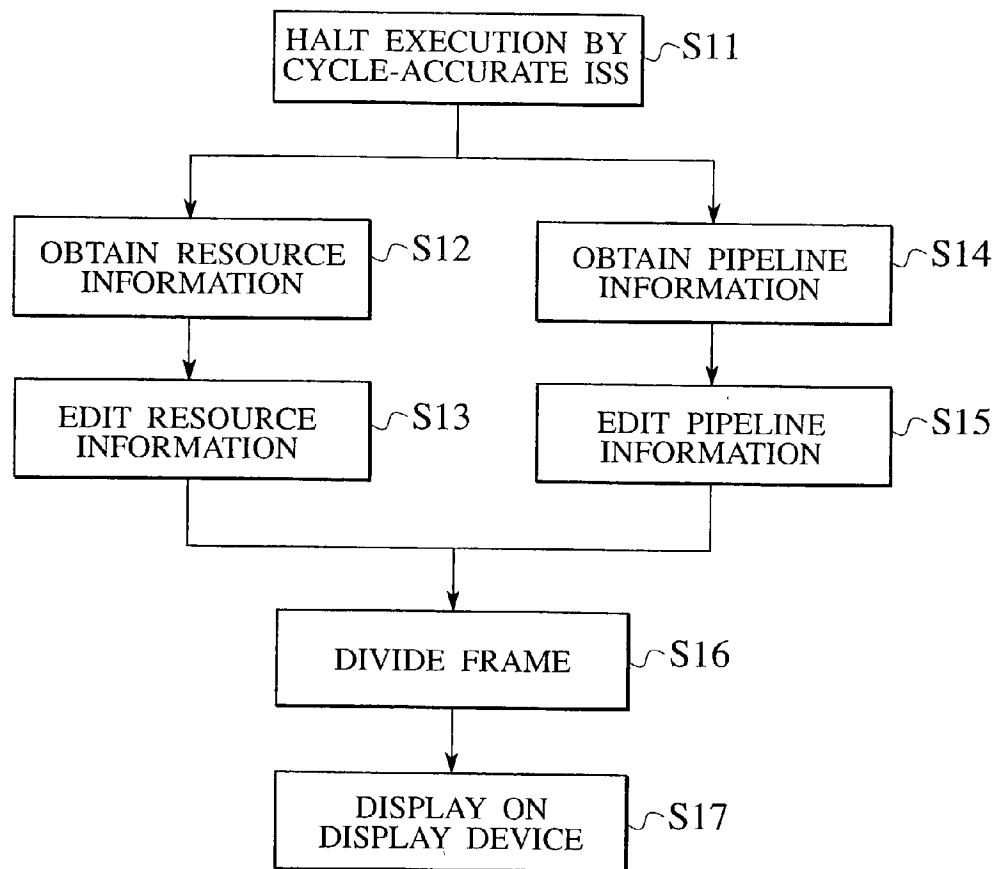 HALT EXECUTION BY
CYCLE-ACCURATE ISS
S11
OBTAIN RESOURCE
INFORMATION
S12
OBTAIN PIPELINE
INFORMATION
S14
EDIT RESOURCE
INFORMATION
S13
EDIT PIPELINE
INFORMATION
S15
DIVIDE FRAME
S16
DISPLAY ON
DISPLAY DEVICE
S17